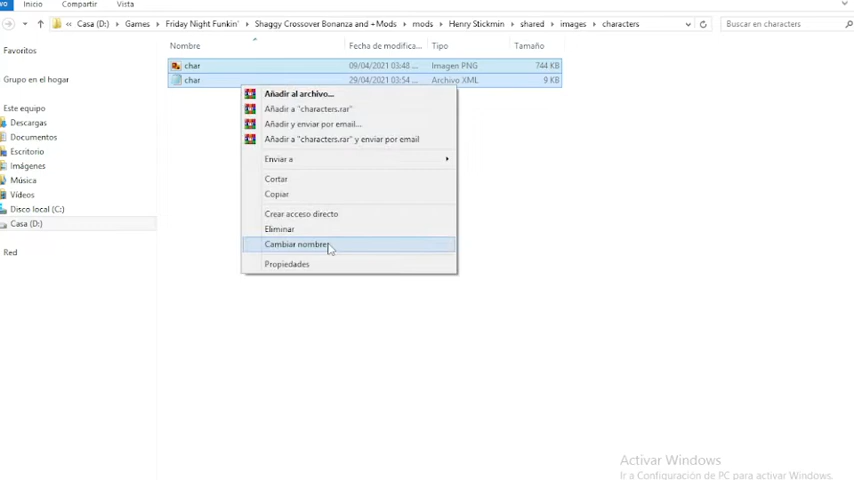 Inicio Compartir Vista
« Casa (D:) Games Friday Night Funkin' Shaggy Crossover Bonanza and +Mods mods Henry Stickmin shared images characters Buscar en characters
Nombre Fecha de modifica... Tipo Tamaño
Favoritos
char 09/04/2021 03:48 ... Imagen PNG 744 KB
Grupo en el hogar
char 29/04/2021 03:54 ... Archivo XML 9 KB
Añadir al archivo...
Añadir a "characters.rar"
Añadir y enviar por email...
Añadir a "characters.rar" y enviar por email
Enviar a
Cortar
Copiar
Crear acceso directo
Eliminar
Cambiar nombre
Propiedades
Este equipo
Descargas
Documentos
Escritorio
Imágenes
Música
Vídeos
Disco local (C:)
Casa (D:)
Red
Activar Windows
Ir a Configuración de PC para activar Windows.